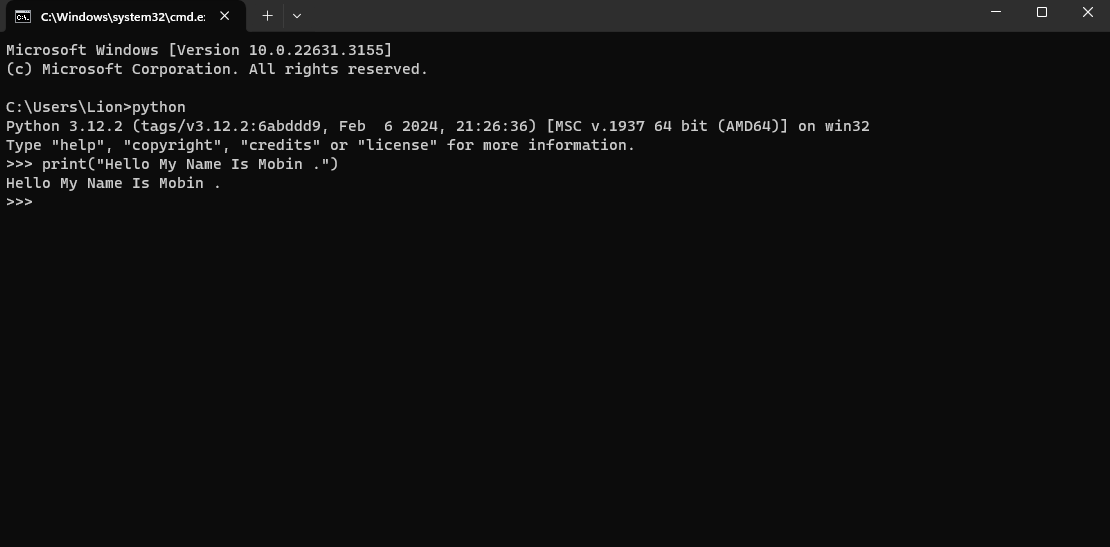 C:\Windows\system32\cmd.e:
Microsoft Windows [Version 10.0.22631.3155]
(c) Microsoft Corporation. All rights reserved.
C:\Users\Lion>python
Python 3.12.2 (tags/v3.12.2:6abddd9, Feb  6 2024, 21:26:36) [MSC v.1937 64 bit (AMD64)] on win32
Type "help", "copyright", "credits" or "license" for more information.
>>> print("Hello My Name Is Mobin .")
Hello My Name Is Mobin .
>>>